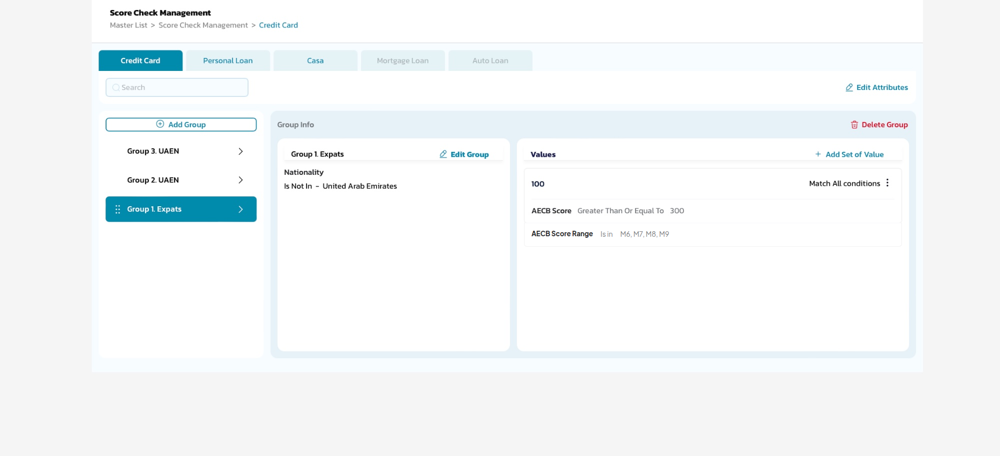 Score Check Management
Master List > Score Check Management > Credit Card
Credit Card
Personal Loan
Casa
Mortgage Loan
Auto Loan
Search
Edit Attributes
Add Group
Group 3. UAEN
Group 2. UAEN
Group 1. Expats
Group Info
Delete Group
Group 1. Expats
Edit Group
Nationality
Is Not In - United Arab Emirates
Values
+ Add Set of Value
100
Match All conditions
AECB Score Greater Than Or Equal To 300
AECB Score Range Is in M6, M7, M8, M9